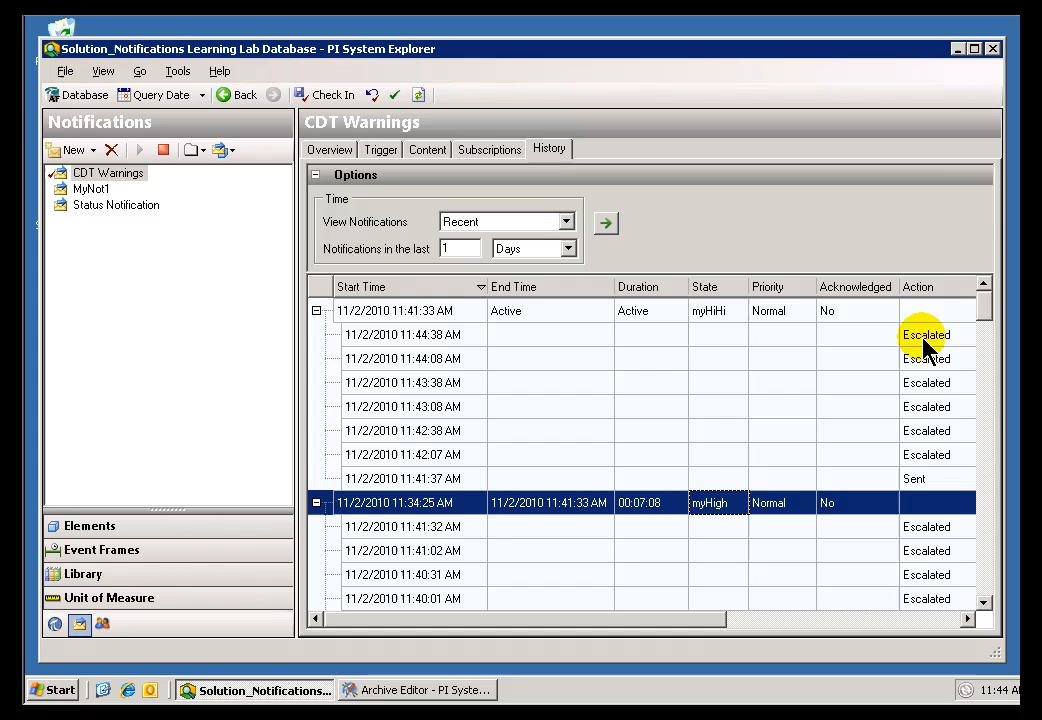 Solution_Notifications Learning Lab Database - PI System Explorer
File View Go Tools Help
Database Query Date Back Check In
Notifications
New
CDT Warnings
MyNot1
Status Notification
Elements
Event Frames
Library
Unit of Measure
CDT Warnings
Overview Trigger Content Subscriptions History
Options
Time
View Notifications Recent
Notifications in the last 1 Days
Start Time End Time Duration State Priority Acknowledged Action
11/2/2010 11:41:33 AM Active Active myHiHi Normal No
11/2/2010 11:44:38 AM Escalated
11/2/2010 11:44:08 AM Escalated
11/2/2010 11:43:38 AM Escalated
11/2/2010 11:43:08 AM Escalated
11/2/2010 11:42:38 AM Escalated
11/2/2010 11:42:07 AM Escalated
11/2/2010 11:41:37 AM Sent
11/2/2010 11:34:25 AM 11/2/2010 11:41:33 AM 00:07:08 myHigh Normal No
11/2/2010 11:41:32 AM Escalated
11/2/2010 11:41:02 AM Escalated
11/2/2010 11:40:31 AM Escalated
11/2/2010 11:40:01 AM Escalated
Start Solution_Notifications... Archive Editor - PI Syste... 11:44 AM